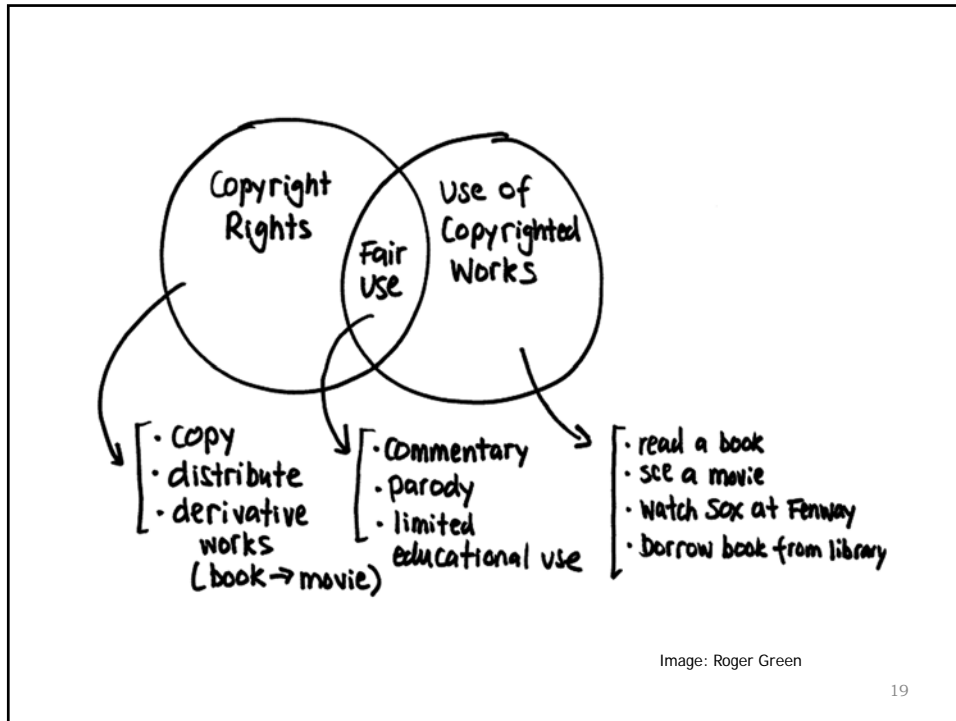 Copyright
Rights
Fair
Use
Use of
Copyrighted
Works
· copy
· distribute
· derivative
works
(book→movie)
· commentary
· parody
· limited
educational use
· read a book
· see a movie
· Watch Sox at Fenway
· borrow book from library
Image: Roger Green
19